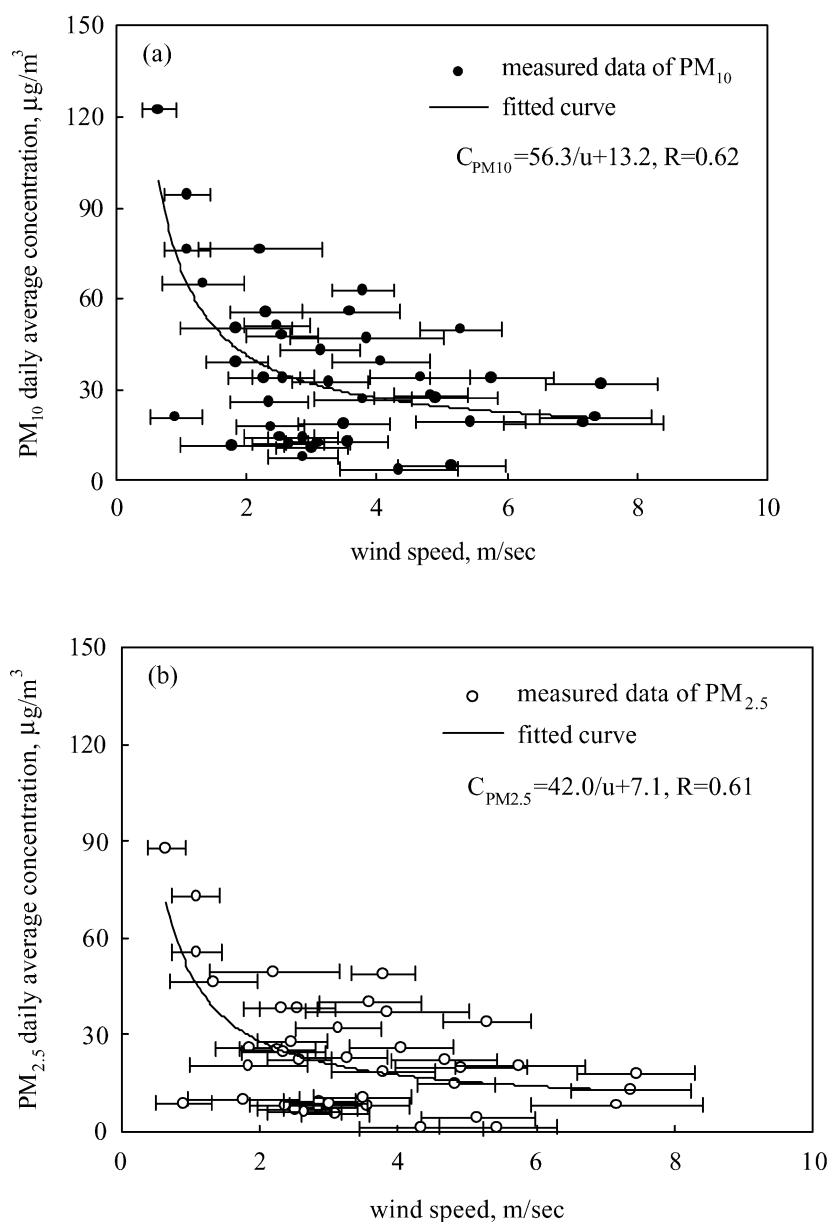 (a)
measured data of PM10
fitted curve
CPM10=56.3/u+13.2, R=0.62
PM10 daily average concentration, μg/m3
150
120
90
60
30
0
0 2 4 6 8 10
wind speed, m/sec
(b)
measured data of PM2.5
fitted curve
CPM2.5=42.0/u+7.1, R=0.61
PM2.5 daily average concentration, μg/m3
150
120
90
60
30
0
0 2 4 6 8 10
wind speed, m/sec